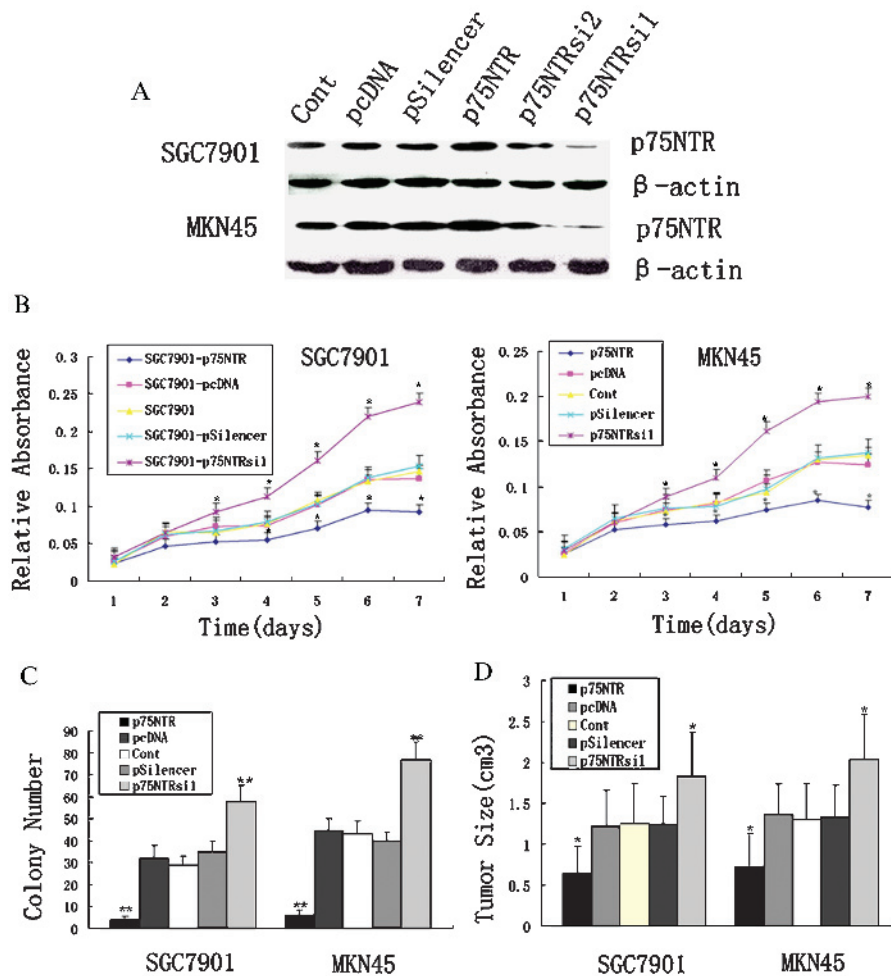 A
Cont
pcDNA
pSilencer
p75NTR
p75NTRsi2
p75NTRsi1
SGC7901
p75NTR
β-actin
MKN45
p75NTR
β-actin
B
SGC7901
Relative Absorbance
0.3
0.25
0.2
0.15
0.1
0.05
0
SGC7901-p75NTR
SGC7901-pcDNA
SGC7901
SGC7901-pSilencer
SGC7901-p75NTRsi1
1 2 3 4 5 6 7
Time(days)
MKN45
Relative Absorbance
0.25
0.2
0.15
0.1
0.05
0
p75NTR
pcDNA
Cont
pSilencer
p75NTRsi1
1 2 3 4 5 6 7
Time(days)
C
Colony Number
90
80
70
60
50
40
30
20
10
0
p75NTR
pcDNA
Cont
pSilencer
p75NTRsi1
** ** ** **
SGC7901 MKN45
D
Tumor Size(cm3)
3
2.5
2
1.5
1
0.5
0
p75NTR
pcDNA
Cont
pSilencer
p75NTRsi1
* * * *
SGC7901 MKN45